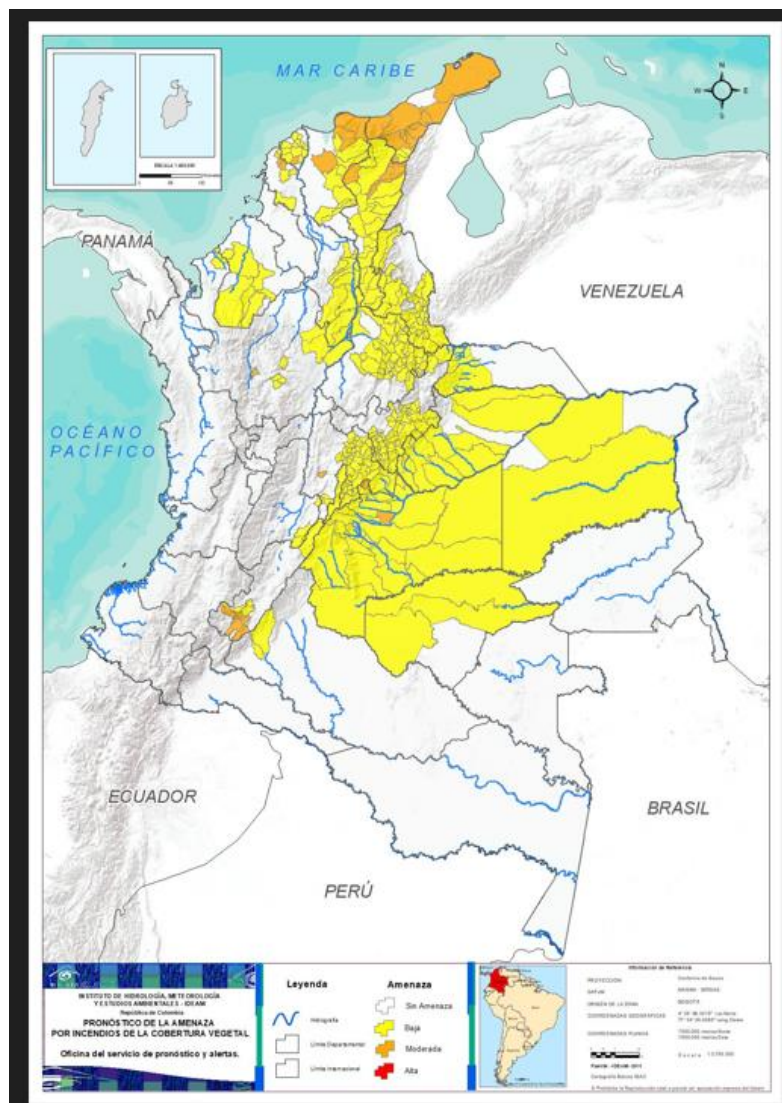 MAR CARIBE
N
W
E
S
PANAMÁ
VENEZUELA
OCÉANO
PACÍFICO
ECUADOR
BRASIL
PERÚ
INSTITUTO DE HIDROLOGÍA, METEOROLOGÍA
Y ESTUDIOS AMBIENTALES - IDEAM
República de Colombia
PRONÓSTICO DE LA AMENAZA
POR INCENDIOS DE LA COBERTURA VEGETAL
Oficina del servicio de pronóstico y alertas.
Leyenda
Hidrografía
Límite Departamental
Límite Internacional
Amenaza
Sin Amenaza
Baja
Moderada
Alta
Información de Referencia
PROYECCIÓN
DATUM
ORIGEN DE LA ZONA
BOGOTÁ
COORDENADAS GEOGRÁFICAS
COORDENADAS PLANAS
Escala